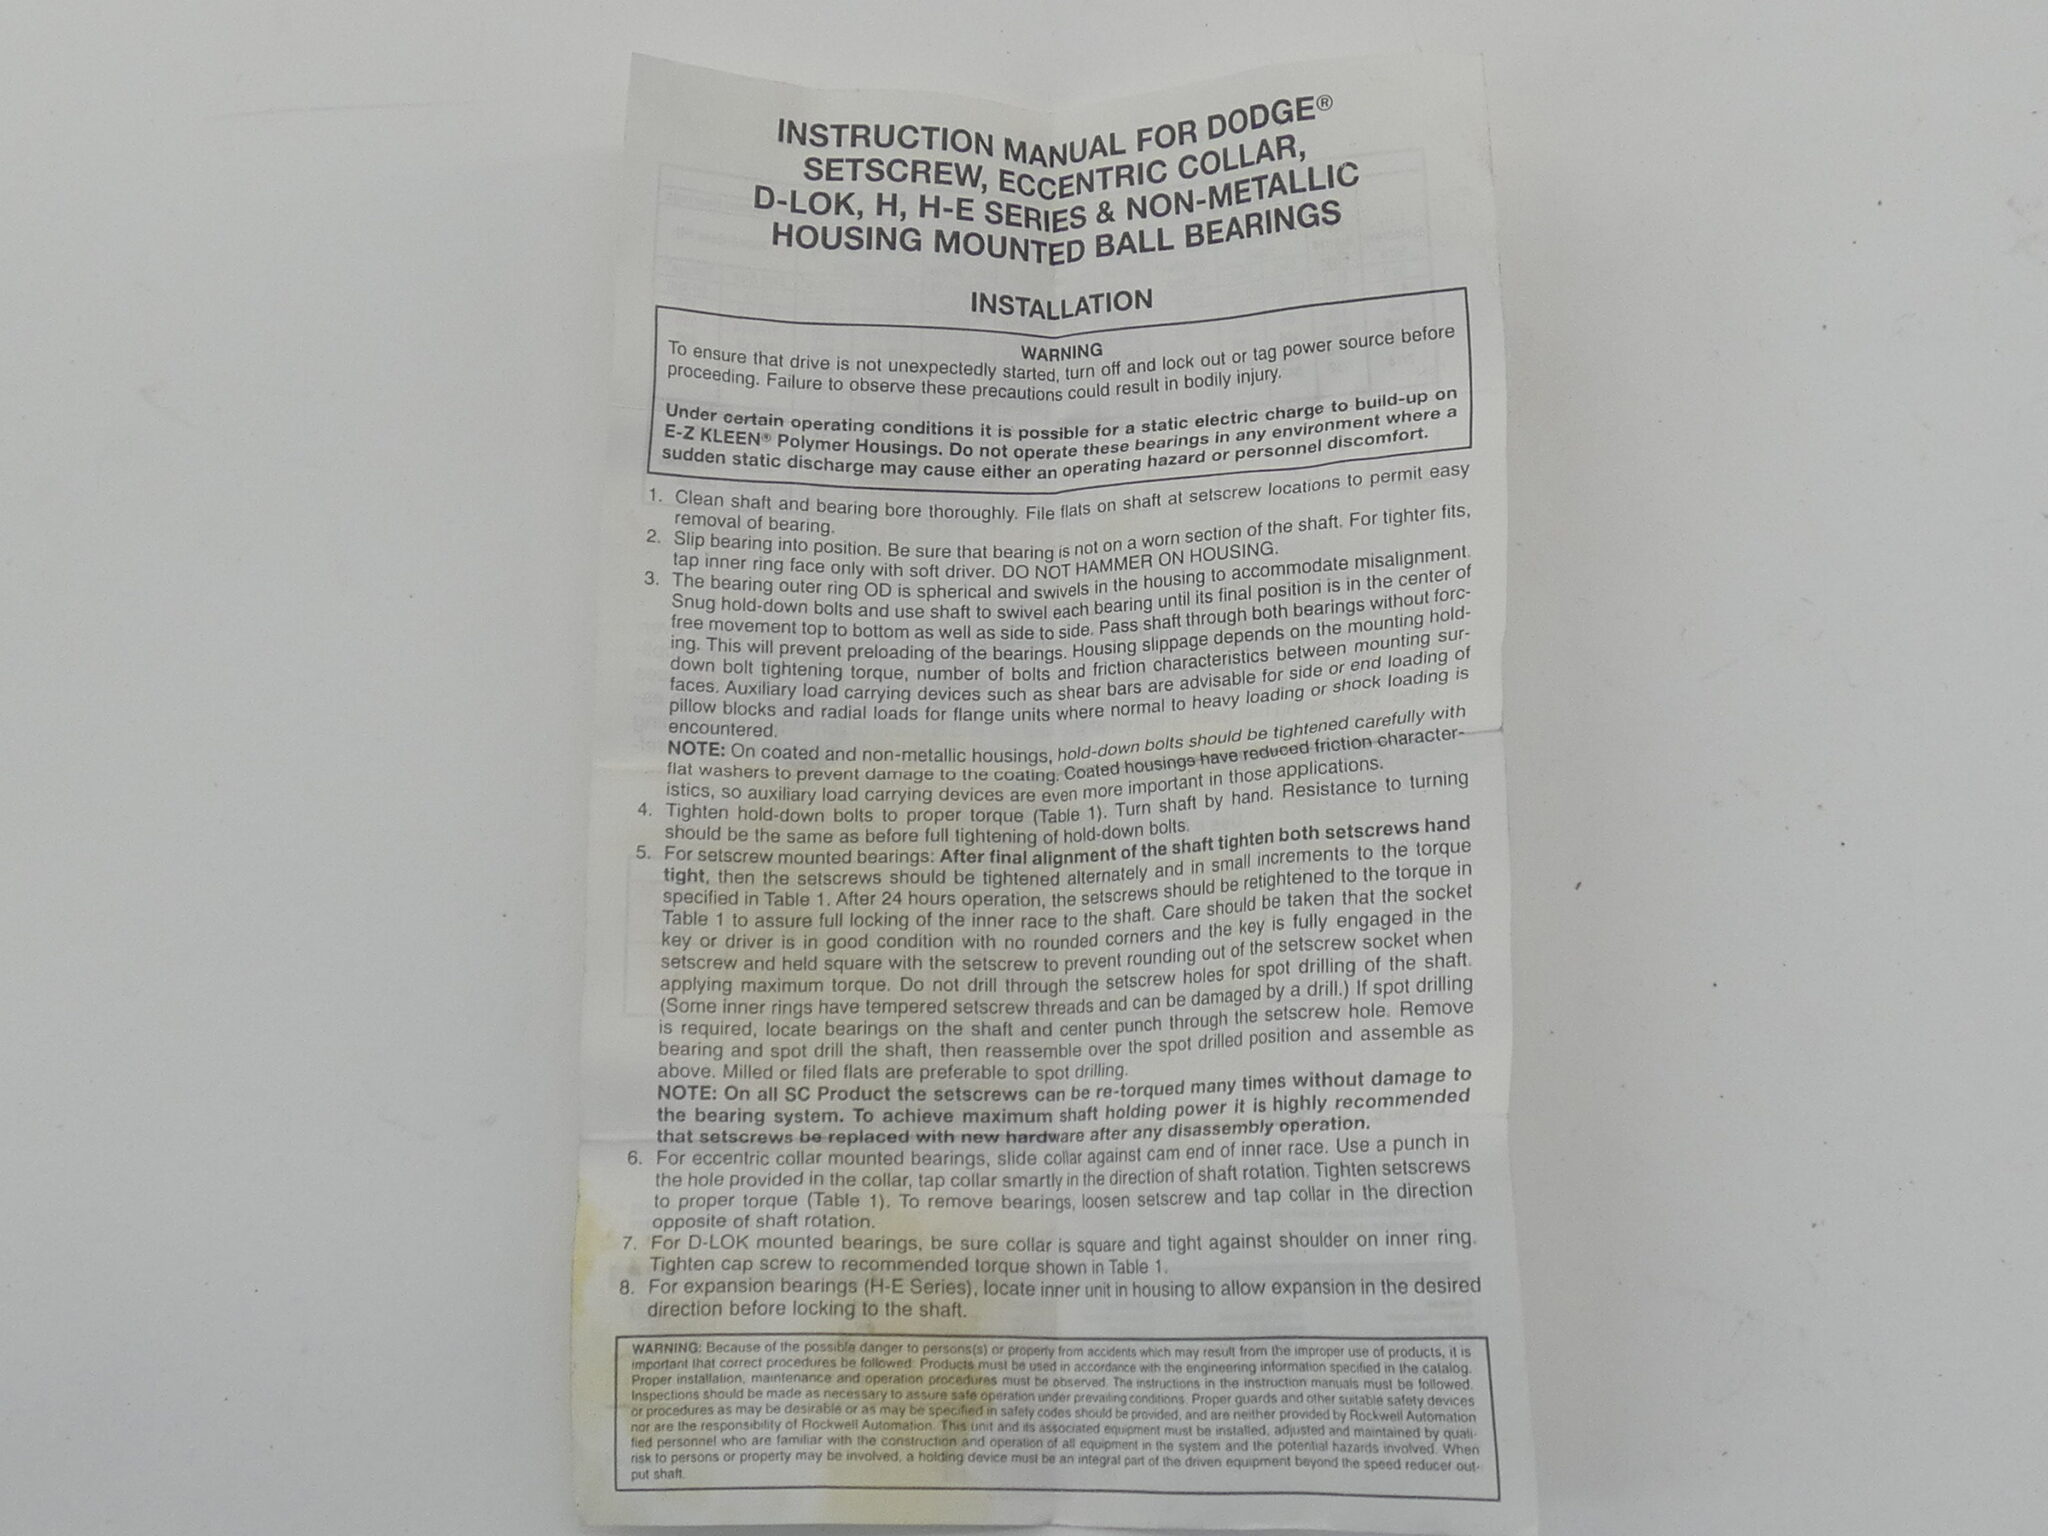 INSTRUCTION MANUAL FOR DODGE®
SETSCREW, ECCENTRIC COLLAR,
D-LOK, H, H-E SERIES & NON-METALLIC
HOUSING MOUNTED BALL BEARINGS
INSTALLATION
WARNING
To ensure that drive is not unexpectedly started, turn off and lock out or tag power source before
proceeding. Failure to observe these precautions could result in bodily injury.
Under certain operating conditions it is possible for a static electric charge to build-up on
E-Z KLEEN® Polymer Housings. Do not operate these bearings in any environment where a
sudden static discharge may cause either an operating hazard or personnel discomfort.
1. Clean shaft and bearing bore thoroughly. File flats on shaft at setscrew locations to permit easy
removal of bearing.
2. Slip bearing into position. Be sure that bearing is not on a worn section of the shaft. For tighter fits,
tap inner ring face only with soft driver. DO NOT HAMMER ON HOUSING.
3. The bearing outer ring OD is spherical and swivels in the housing to accommodate misalignment.
Snug hold-down bolts and use shaft to swivel each bearing until its final position is in the center of
free movement top to bottom as well as side to side. Pass shaft through both bearings without forc-
ing. This will prevent preloading of the bearings. Housing slippage depends on the mounting hold-
down bolt tightening torque, number of bolts and friction characteristics between mounting sur-
faces. Auxiliary load carrying devices such as shear bars are advisable for side or end loading of
pillow blocks and radial loads for flange units where normal to heavy loading or shock loading is
encountered.
NOTE: On coated and non-metallic housings, hold-down bolts should be tightened carefully with
flat washers to prevent damage to the coating. Coated housings have reduced friction character-
istics, so auxiliary load carrying devices are even more important in those applications.
4. Tighten hold-down bolts to proper torque (Table 1). Turn shaft by hand. Resistance to turning
should be the same as before full tightening of hold-down bolts.
5. For setscrew mounted bearings: After final alignment of the shaft tighten both setscrews hand
tight, then the setscrews should be tightened alternately and in small increments to the torque
specified in Table 1. After 24 hours operation, the setscrews should be retightened to the torque in
Table 1 to assure full locking of the inner race to the shaft. Care should be taken that the socket
key or driver is in good condition with no rounded corners and the key is fully engaged in the
setscrew and held square with the setscrew to prevent rounding out of the setscrew socket when
applying maximum torque. Do not drill through the setscrew holes for spot drilling of the shaft.
(Some inner rings have tempered setscrew threads and can be damaged by a drill.) If spot drilling
is required, locate bearings on the shaft and center punch through the setscrew hole. Remove
bearing and spot drill the shaft, then reassemble over the spot drilled position and assemble as
above. Milled or filed flats are preferable to spot drilling.
NOTE: On all SC Product the setscrews can be re-torqued many times without damage to
the bearing system. To achieve maximum shaft holding power it is highly recommended
that setscrews be replaced with new hardware after any disassembly operation.
6. For eccentric collar mounted bearings, slide collar against cam end of inner race. Use a punch in
the hole provided in the collar, tap collar smartly in the direction of shaft rotation. Tighten setscrews
to proper torque (Table 1). To remove bearings, loosen setscrew and tap collar in the direction
opposite of shaft rotation.
7. For D-LOK mounted bearings, be sure collar is square and tight against shoulder on inner ring.
Tighten cap screw to recommended torque shown in Table 1.
8. For expansion bearings (H-E Series), locate inner unit in housing to allow expansion in the desired
direction before locking to the shaft.
WARNING: Because of the possible danger to persons(s) or property from accidents which may result from the improper use of products, it is
important that correct procedures be followed: Products must be used in accordance with the engineering information specified in the catalog.
Proper installation, maintenance and operation procedures must be observed. The instructions in the instruction manuals must be followed.
Inspections should be made as necessary to assure safe operation under prevailing conditions. Proper guards and other suitable safety devices
or procedures as may be desirable or as may be specified in safety codes should be provided, and are neither provided by Rockwell Automation
nor are the responsibility of Rockwell Automation. This unit and its associated equipment must be installed, adjusted and maintained by quali-
fied personnel who are familiar with the construction and operation of all equipment in the system and the potential hazards involved. When
risk to persons or property may be involved, a holding device must be an integral part of the driven equipment beyond the speed reducer out-
put shaft.